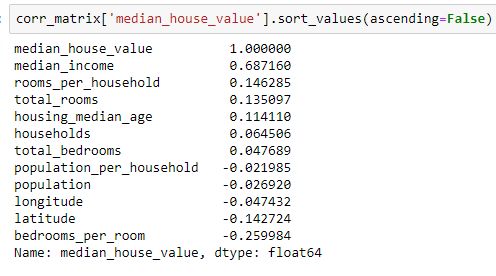 corr_matrix['median_house_value'].sort_values(ascending=False)
median_house_value 1.000000
median_income 0.687160
rooms_per_household 0.146285
total_rooms 0.135097
housing_median_age 0.114110
households 0.064506
total_bedrooms 0.047689
population_per_household -0.021985
population -0.026920
longitude -0.047432
latitude -0.142724
bedrooms_per_room -0.259984
Name: median_house_value, dtype: float64